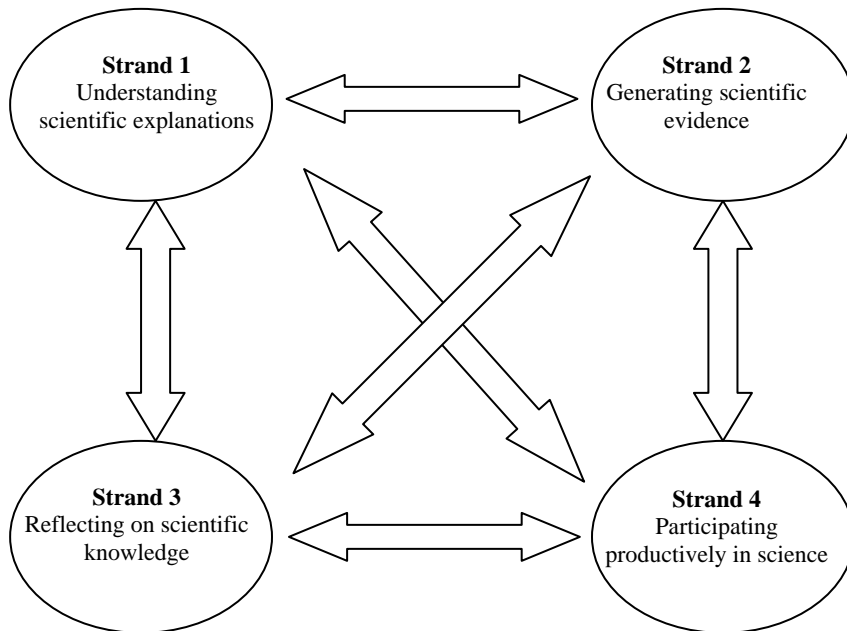 Strand 1
Understanding
scientific explanations
Strand 2
Generating scientific
evidence
Strand 3
Reflecting on scientific
knowledge
Strand 4
Participating
productively in science